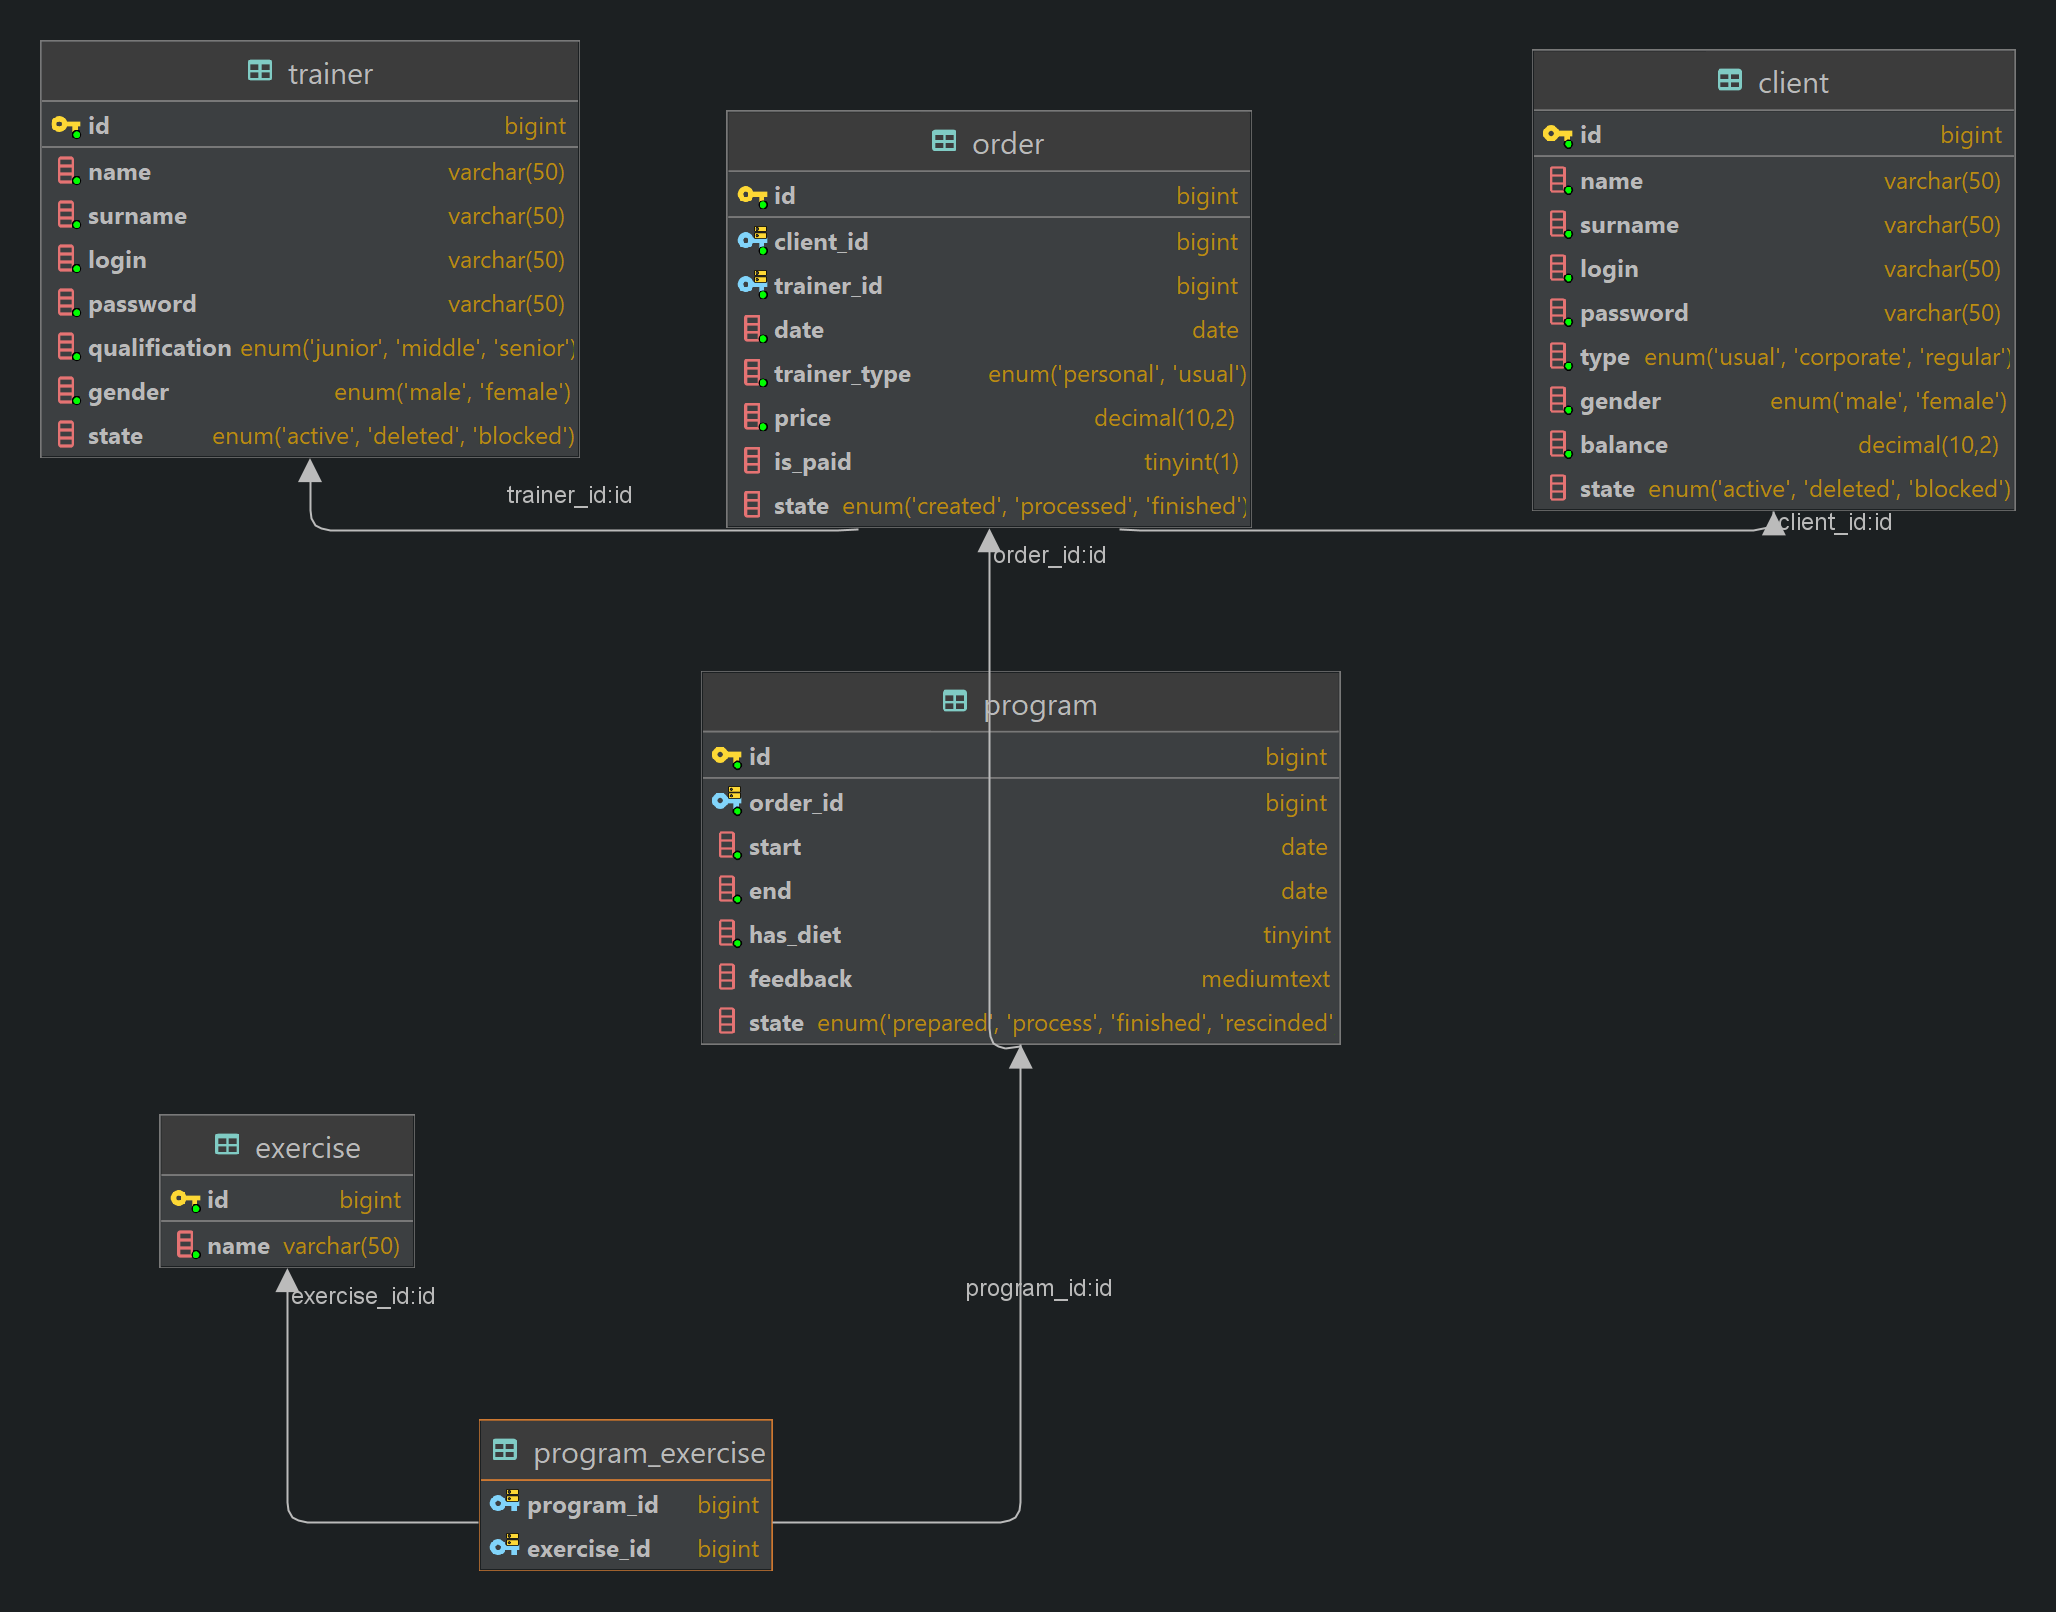 trainer
id bigint
name varchar(50)
surname varchar(50)
login varchar(50)
password varchar(50)
qualification enum('junior', 'middle', 'senior')
gender enum('male', 'female')
state enum('active', 'deleted', 'blocked')
order
id bigint
client_id bigint
trainer_id bigint
date date
trainer_type enum('personal', 'usual')
price decimal(10,2)
is_paid tinyint(1)
state enum('created', 'processed', 'finished')
client
id bigint
name varchar(50)
surname varchar(50)
login varchar(50)
password varchar(50)
type enum('usual', 'corporate', 'regular')
gender enum('male', 'female')
balance decimal(10,2)
state enum('active', 'deleted', 'blocked')
trainer_id:id
client_id:id
order_id:id
program
id bigint
order_id bigint
start date
end date
has_diet tinyint
feedback mediumtext
state enum('prepared', 'process', 'finished', 'rescinded'
exercise
id bigint
name varchar(50)
exercise_id:id
program_id:id
program_exercise
program_id bigint
exercise_id bigint